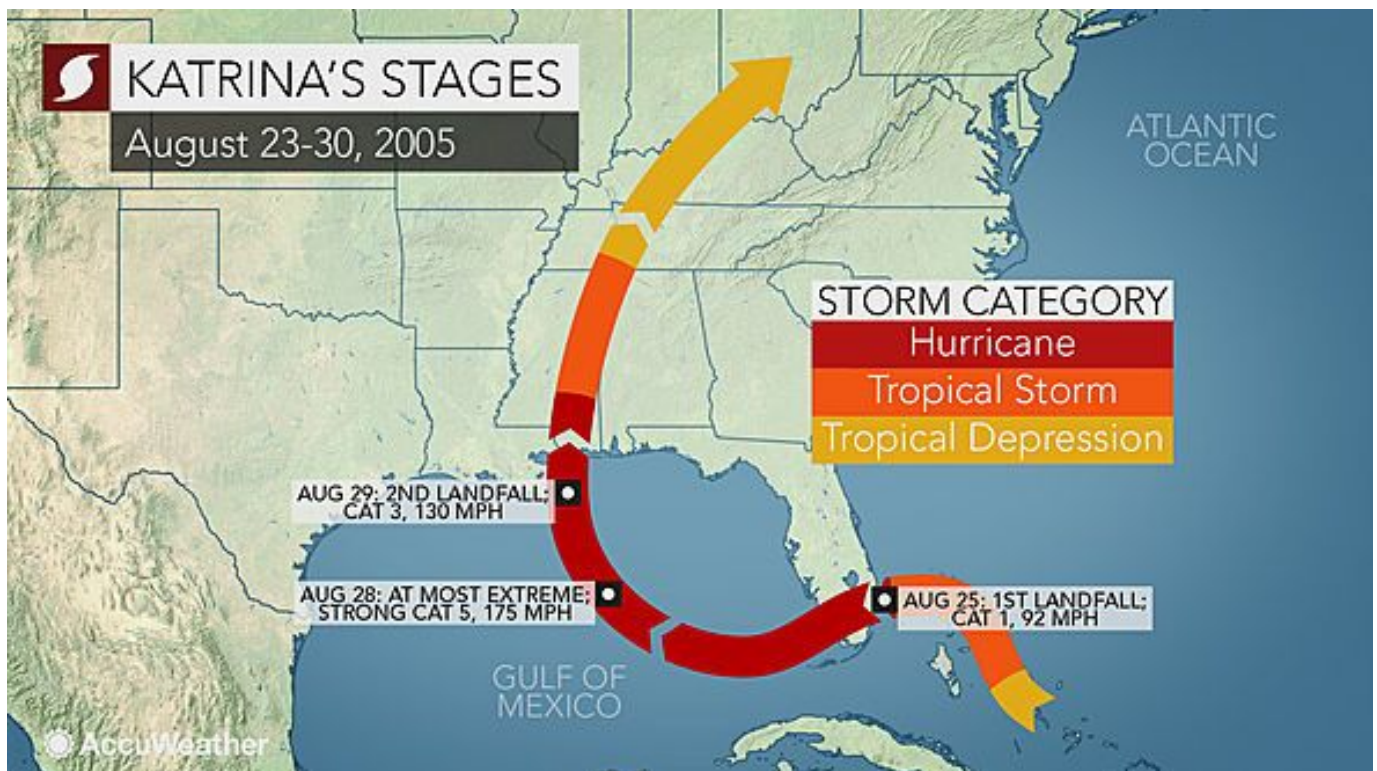 KATRINA'S STAGES
August 23-30, 2005
ATLANTIC
OCEAN
STORM CATEGORY
Hurricane
Tropical Storm
Tropical Depression
AUG 29: 2ND LANDFALL;
CAT 3, 130 MPH
AUG 28: AT MOST EXTREME;
STRONG CAT 5, 175 MPH
AUG 25: 1ST LANDFALL;
CAT 1, 92 MPH
GULF OF
MEXICO
AccuWeather